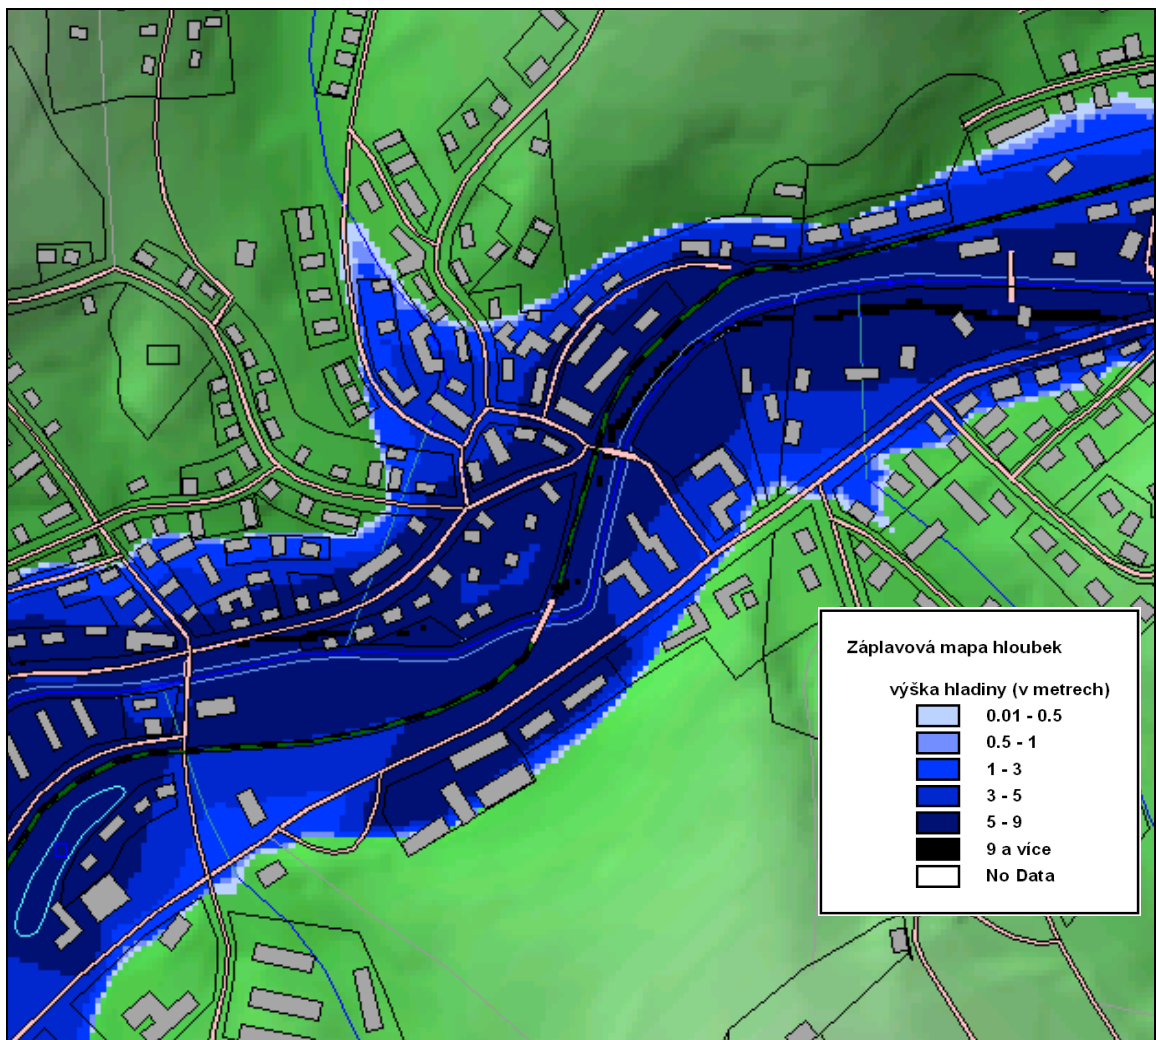 Záplavová mapa hloubek
výška hladiny (v metrech)
0.01 - 0.5
0.5 - 1
1 - 3
3 - 5
5 - 9
9 a více
No Data